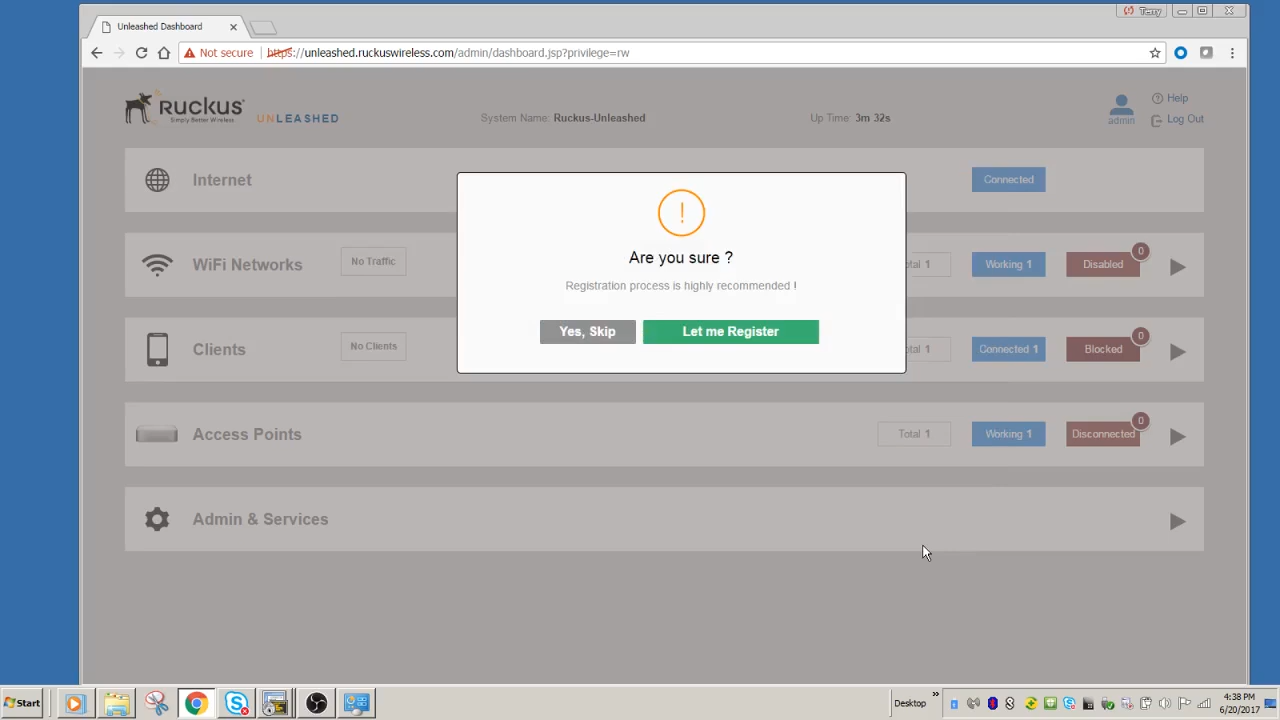 Terry
Unleashed Dashboard
Not secure https://unleashed.ruckuswireless.com/admin/dashboard.jsp?privilege=rw
Ruckus
Simply Better Wireless.
UNLEASHED
System Name: Ruckus-Unleashed
Up Time: 3m 32s
admin
Help
Log Out
Internet
Connected
!
Are you sure ?
Registration process is highly recommended !
Yes, Skip
Let me Register
WiFi Networks
No Traffic
1
Working 1
Disabled
0
Clients
No Clients
1
Connected 1
Blocked
0
Access Points
Total 1
Working 1
Disconnected
0
Admin & Services
Start
Desktop
4:38 PM
6/20/2017